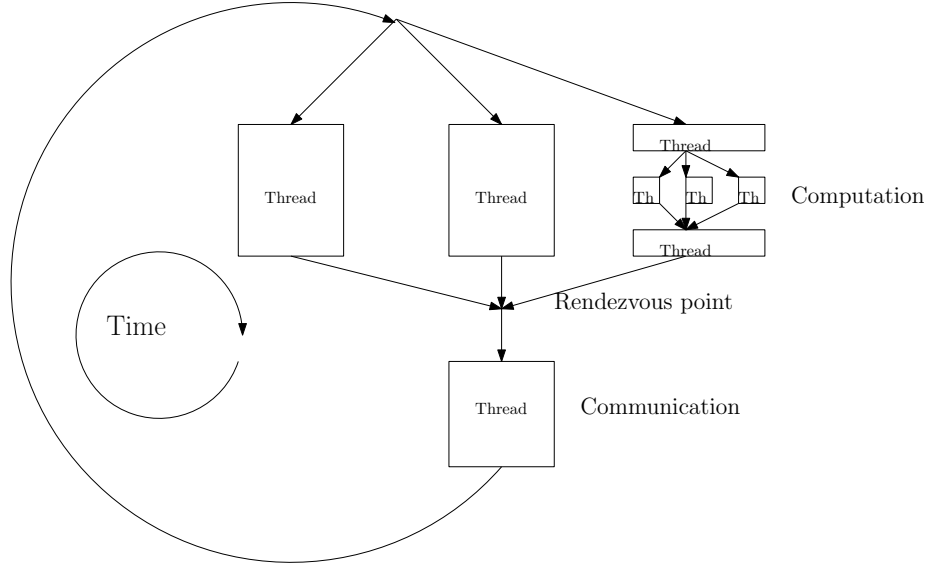 Thread
Thread
Thread
Th
Th
Th
Computation
Thread
Rendezvous point
Time
Thread
Communication